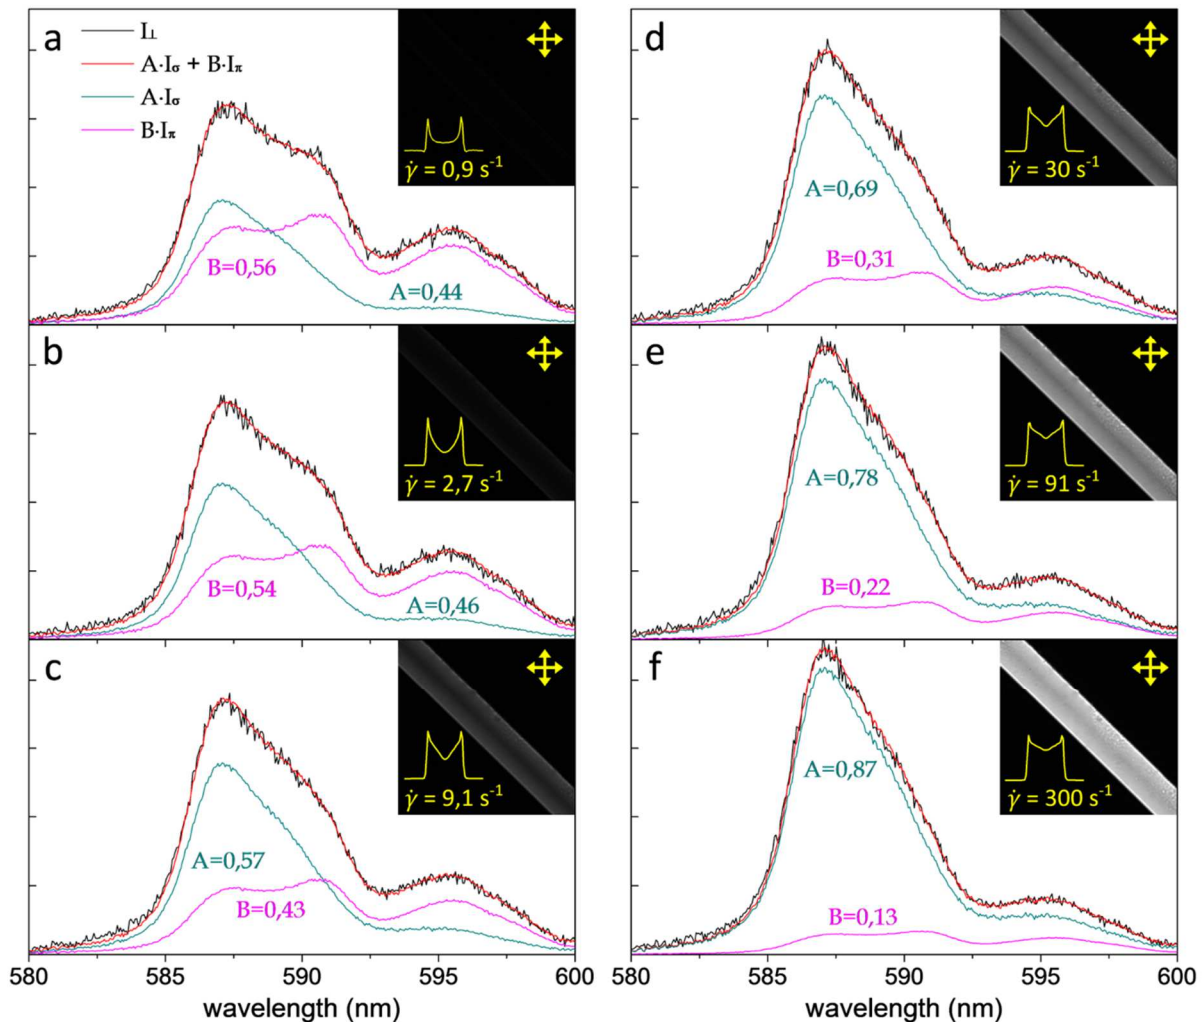 a
I⊥
A·Iσ + B·Iπ
A·Iσ
B·Iπ
γ̇ = 0,9 s⁻¹
B=0,56
A=0,44
b
γ̇ = 2,7 s⁻¹
B=0,54
A=0,46
c
γ̇ = 9,1 s⁻¹
A=0,57
B=0,43
580 585 590 595 600
wavelength (nm)
d
γ̇ = 30 s⁻¹
A=0,69
B=0,31
e
γ̇ = 91 s⁻¹
A=0,78
B=0,22
f
γ̇ = 300 s⁻¹
A=0,87
B=0,13
580 585 590 595 600
wavelength (nm)